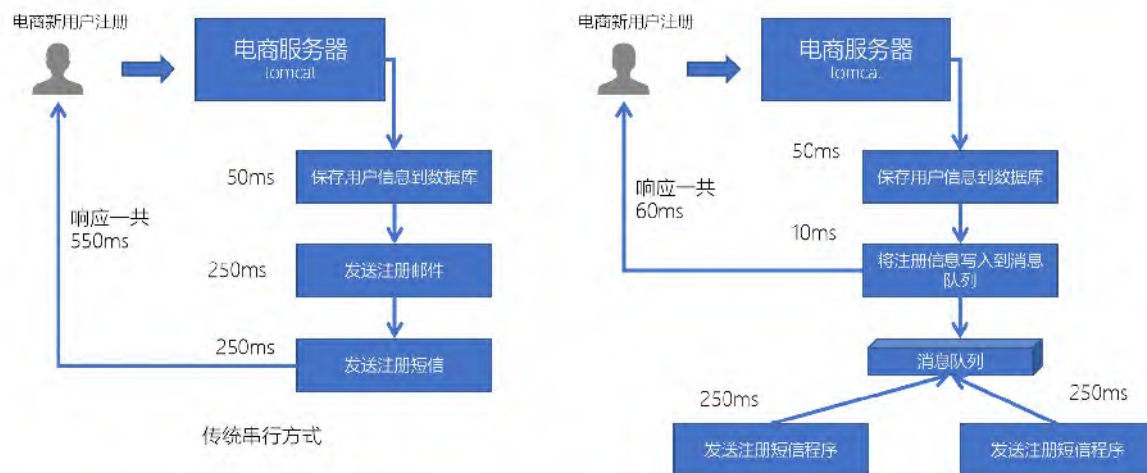 电商新用户注册
电商服务器
tomcat
50ms
保存用户信息到数据库
响应一共
550ms
250ms
发送注册邮件
250ms
发送注册短信
传统串行方式
电商新用户注册
电商服务器
tomca.
50ms
保存用户信息到数据库
响应一共
60ms
10ms
将注册信息写入到消息
队列
消息队列
250ms
250ms
发送注册短信程序
发送注册短信程序